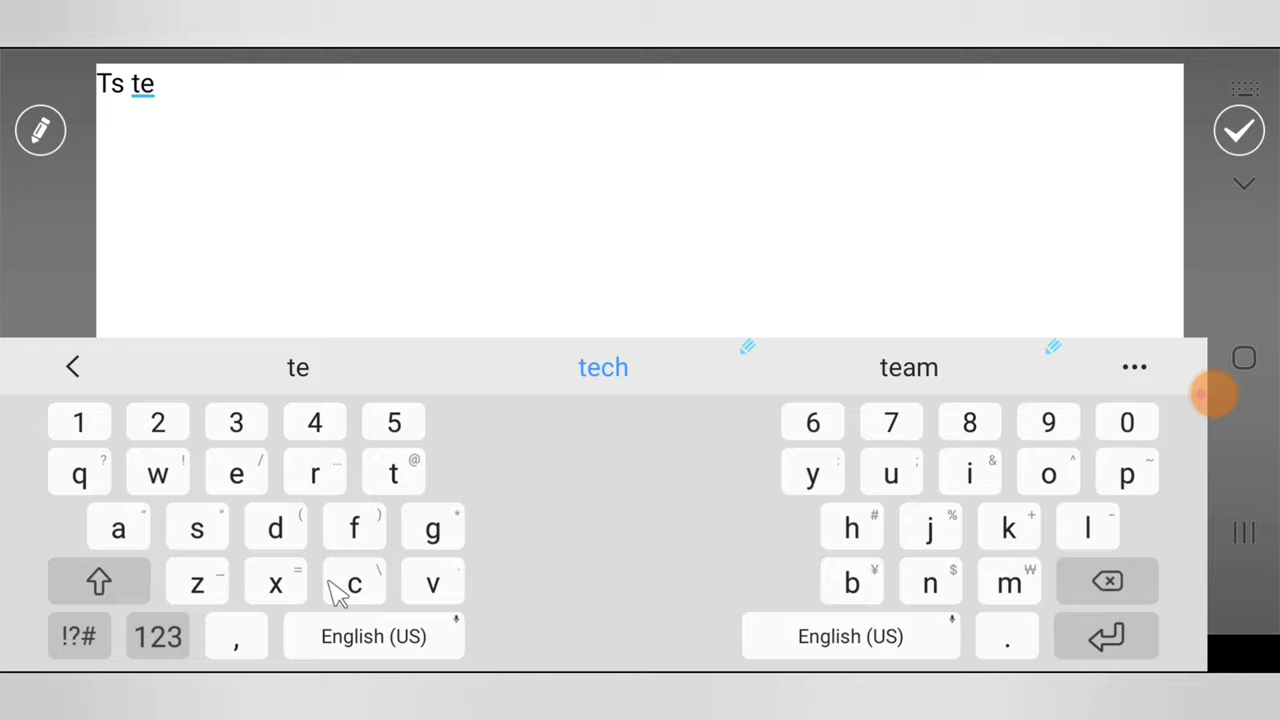 Ts te
te tech team
1 2 3 4 5 6 7 8 9 0
q ? w ! e / r ... t @ y : u ; i & o ^ p ~
a " s " d ( f ) g * h # j % k + l -
z _ x = c \ v · b ¥ n $ m ₩
!?# 123 , English (US) English (US) .